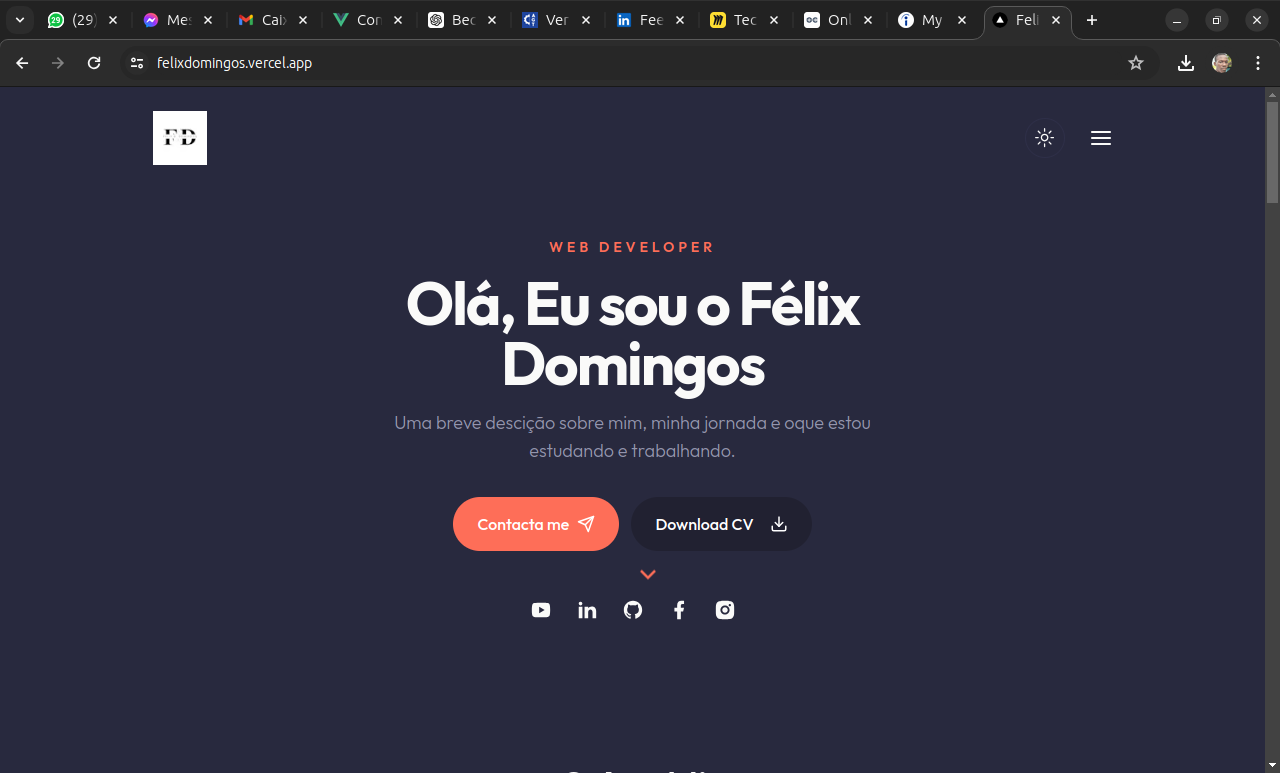 (29)
Mes
Caix
Con
Bec
Ver
Fee
Tec
Onl
My
Feli
felixdomingos.vercel.app
FD
WEB DEVELOPER
Olá, Eu sou o Félix
Domingos
Uma breve descição sobre mim, minha jornada e oque estou
estudando e trabalhando.
Contacta me
Download CV